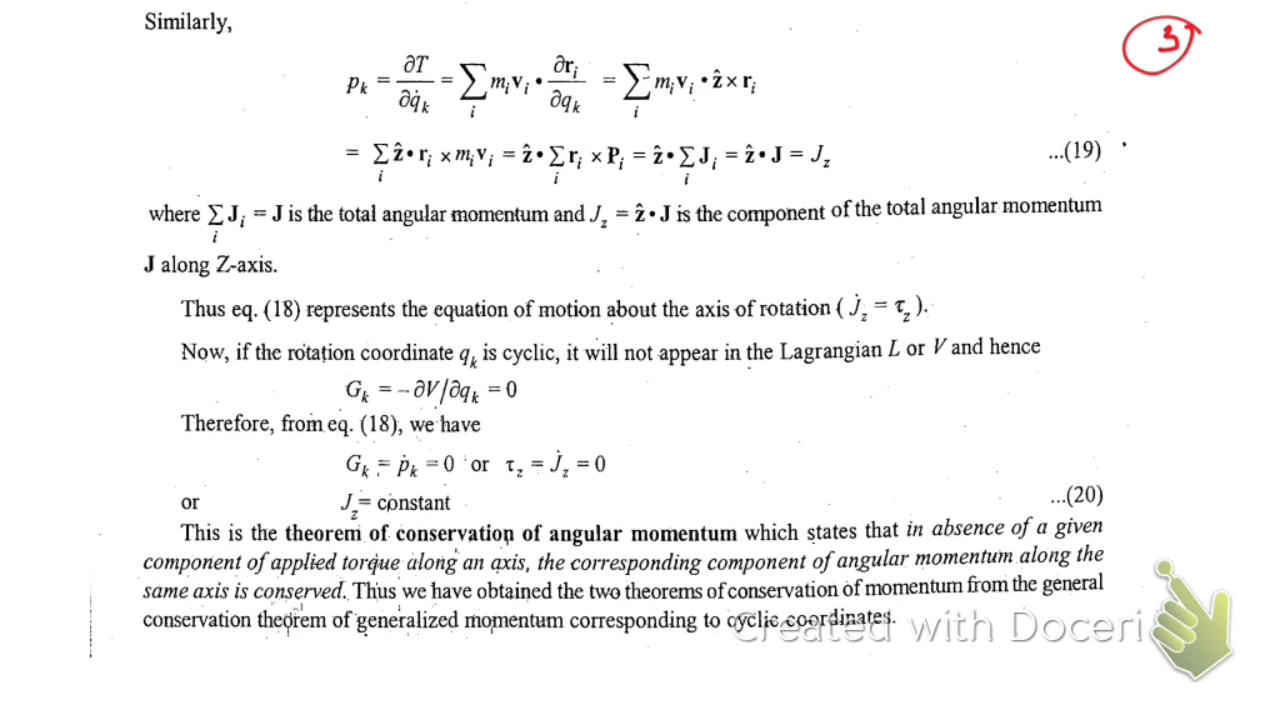 Similarly,
3
p_k = ∂T/∂q̇_k = Σ_i m_i v_i • ∂r_i/∂q_k = Σ_i m_i v_i • ẑ × r_i
= Σ_i ẑ • r_i × m_i v_i = ẑ • Σ_i r_i × P_i = ẑ • Σ_i J_i = ẑ • J = J_z ...(19)
where Σ_i J_i = J is the total angular momentum and J_z = ẑ • J is the component of the total angular momentum
J along Z-axis.
Thus eq. (18) represents the equation of motion about the axis of rotation ( J̇_z = τ_z ).
Now, if the rotation coordinate q_k is cyclic, it will not appear in the Lagrangian L or V and hence
G_k = – ∂V/∂q_k = 0
Therefore, from eq. (18), we have
G_k = ṗ_k = 0 or τ_z = J̇_z = 0
or J_z = constant ...(20)
This is the theorem of conservation of angular momentum which states that in absence of a given
component of applied torque along an axis, the corresponding component of angular momentum along the
same axis is conserved. Thus we have obtained the two theorems of conservation of momentum from the general
conservation theorem of generalized momentum corresponding to cyclic coordinates.
Created with Doceri